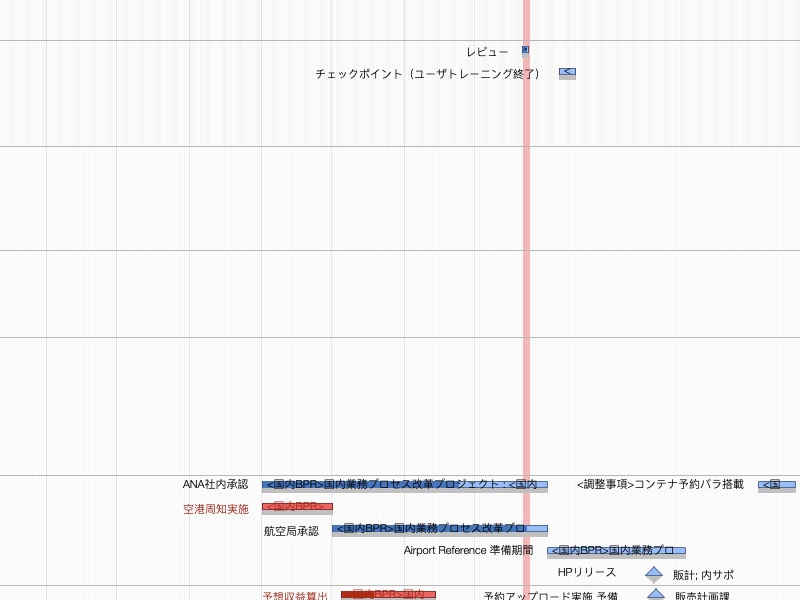 レビュー
チェックポイント（ユーザトレーニング終了） <
ANA社内承認 <国内BPR>国内業務プロセス改革プロジェクト : <国内 <調整事項>コンテナ予約バラ搭載 <国
空港周知実施 <国内BPR>
航空局承認 <国内BPR>国内業務プロセス改革プロ
Airport Reference 準備期間 <国内BPR>国内業務プロ
HPリリース 販計; 内サポ
予想収益算出 国内BPR>国内 予約アップロード実施 予備 販売計画課